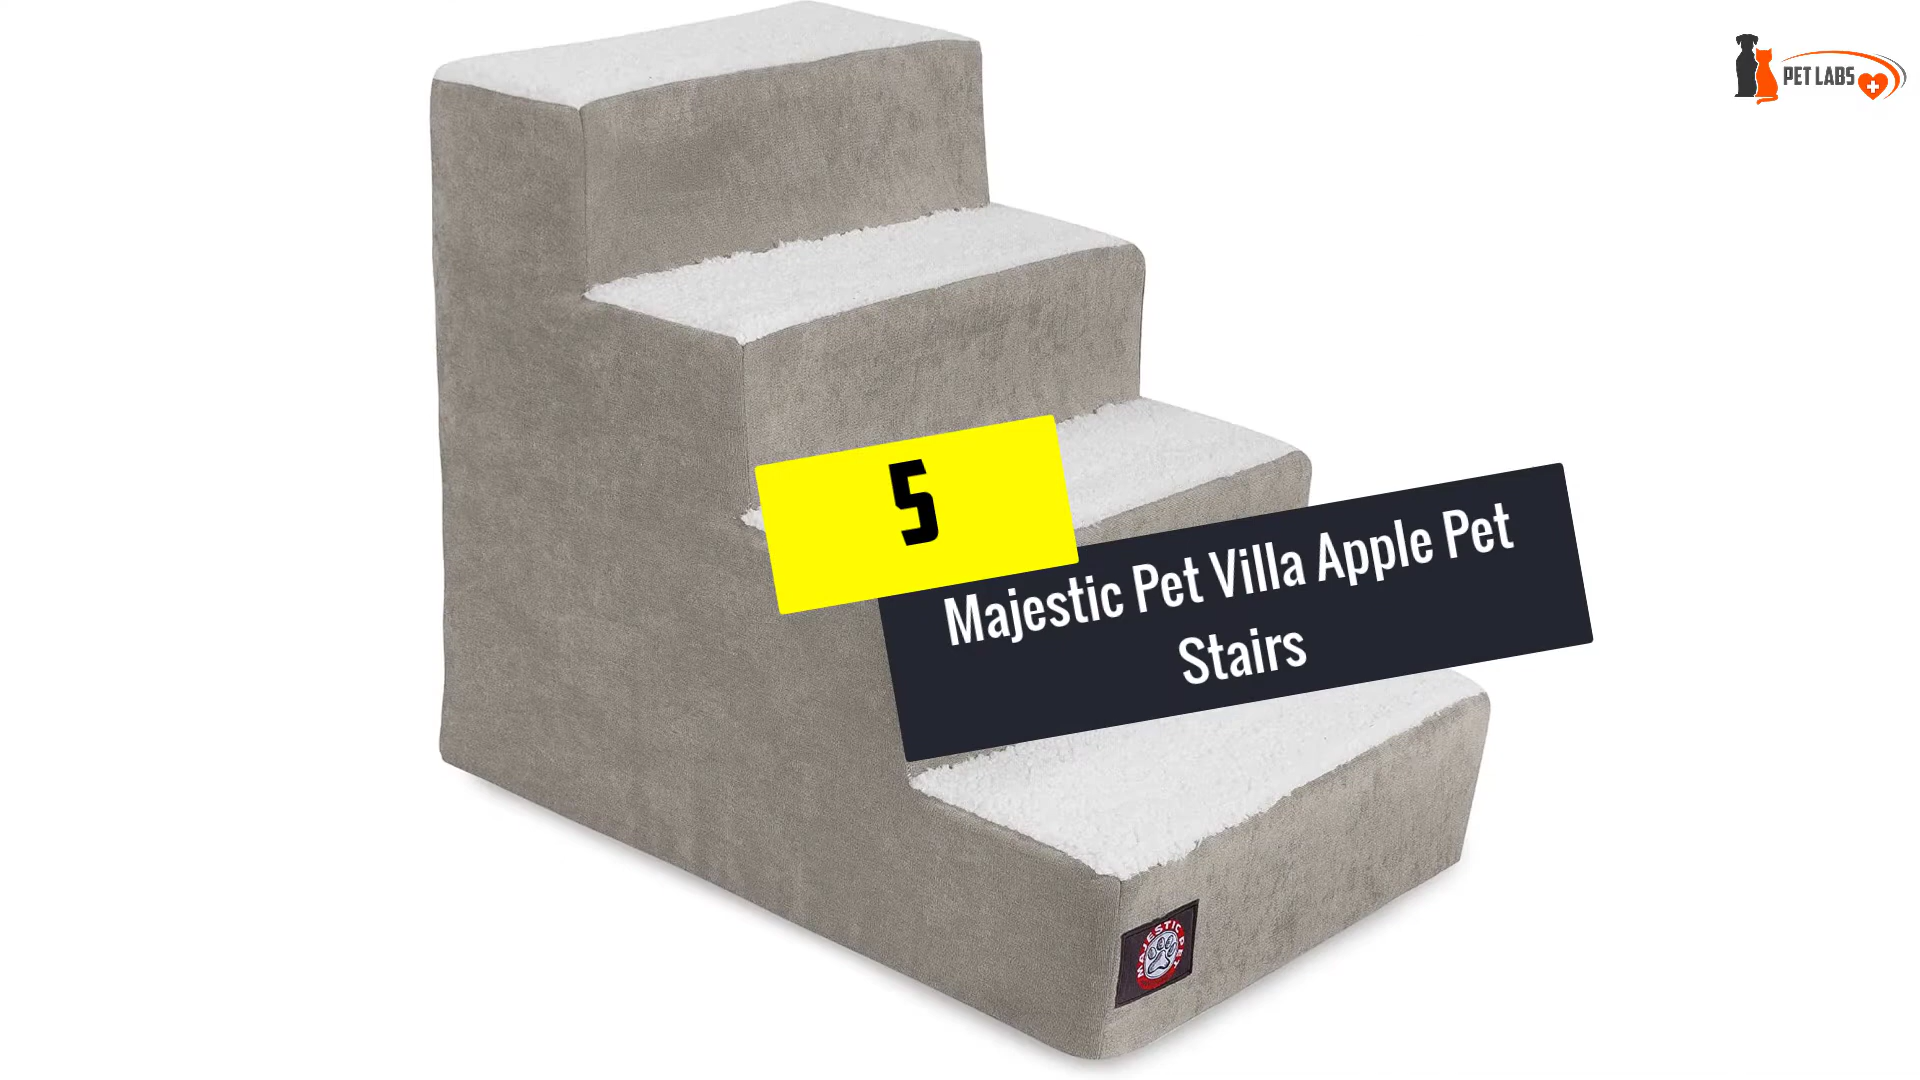 PET LABS
5
Majestic Pet Villa Apple Pet
Stairs
MAJESTIC PET